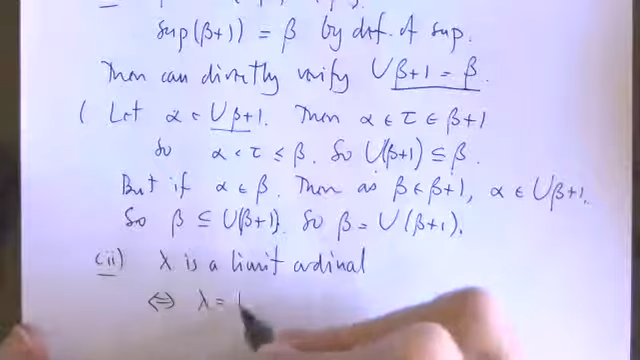 sup(β+1) = β by def. of sup.
Then can directly verify ∪β+1 = β.
( Let α ∈ ∪β+1. Then α ∈ τ ∈ β+1
so α < τ ≤ β. So ∪(β+1) ⊆ β.
But if α ∈ β. Then as β ∈ β+1, α ∈ ∪β+1.
So β ⊆ ∪(β+1). So β = ∪(β+1).
(ii) λ is a limit ordinal
⇔ λ =